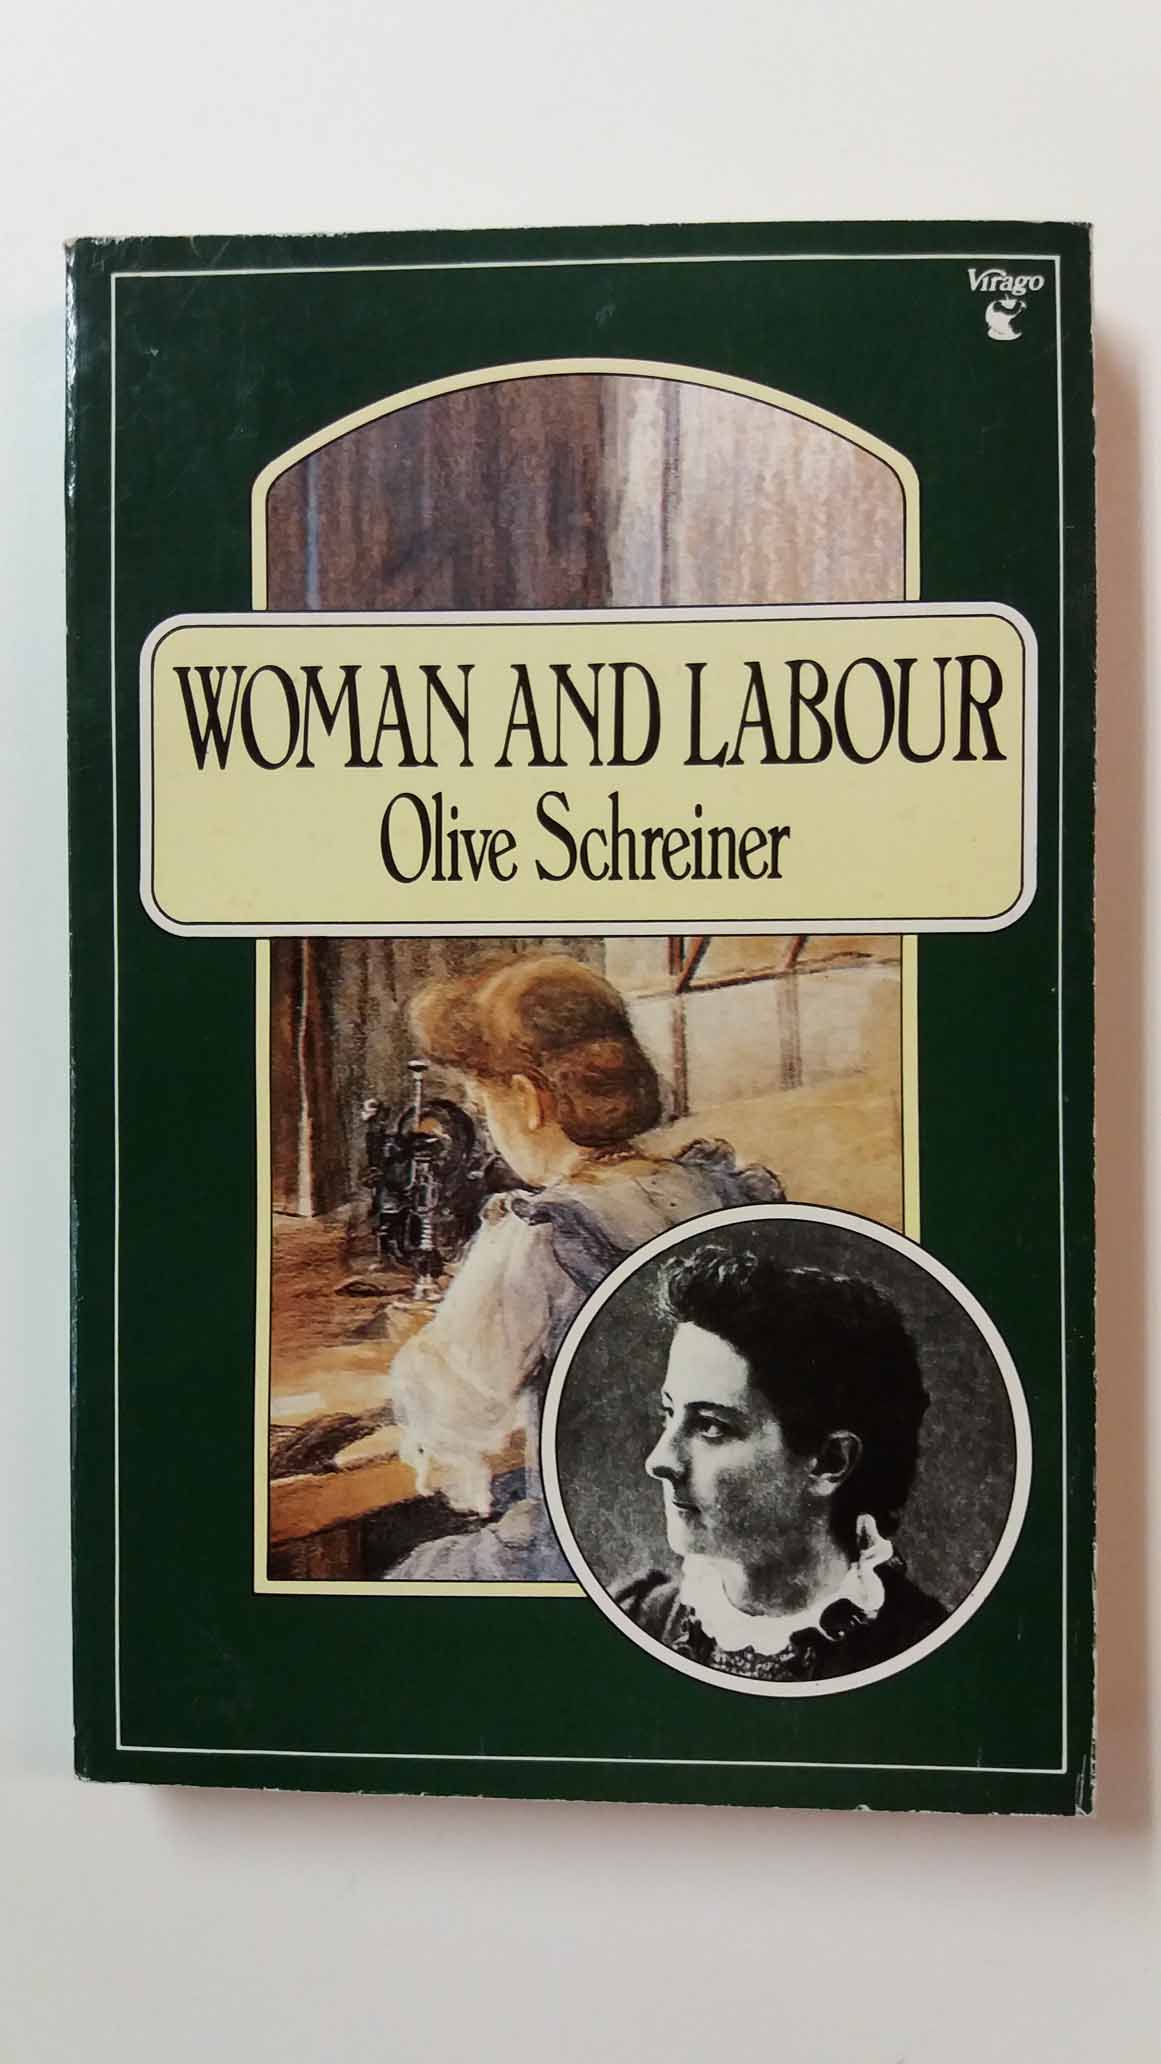 Virago
WOMAN AND LABOUR
Olive Schreiner